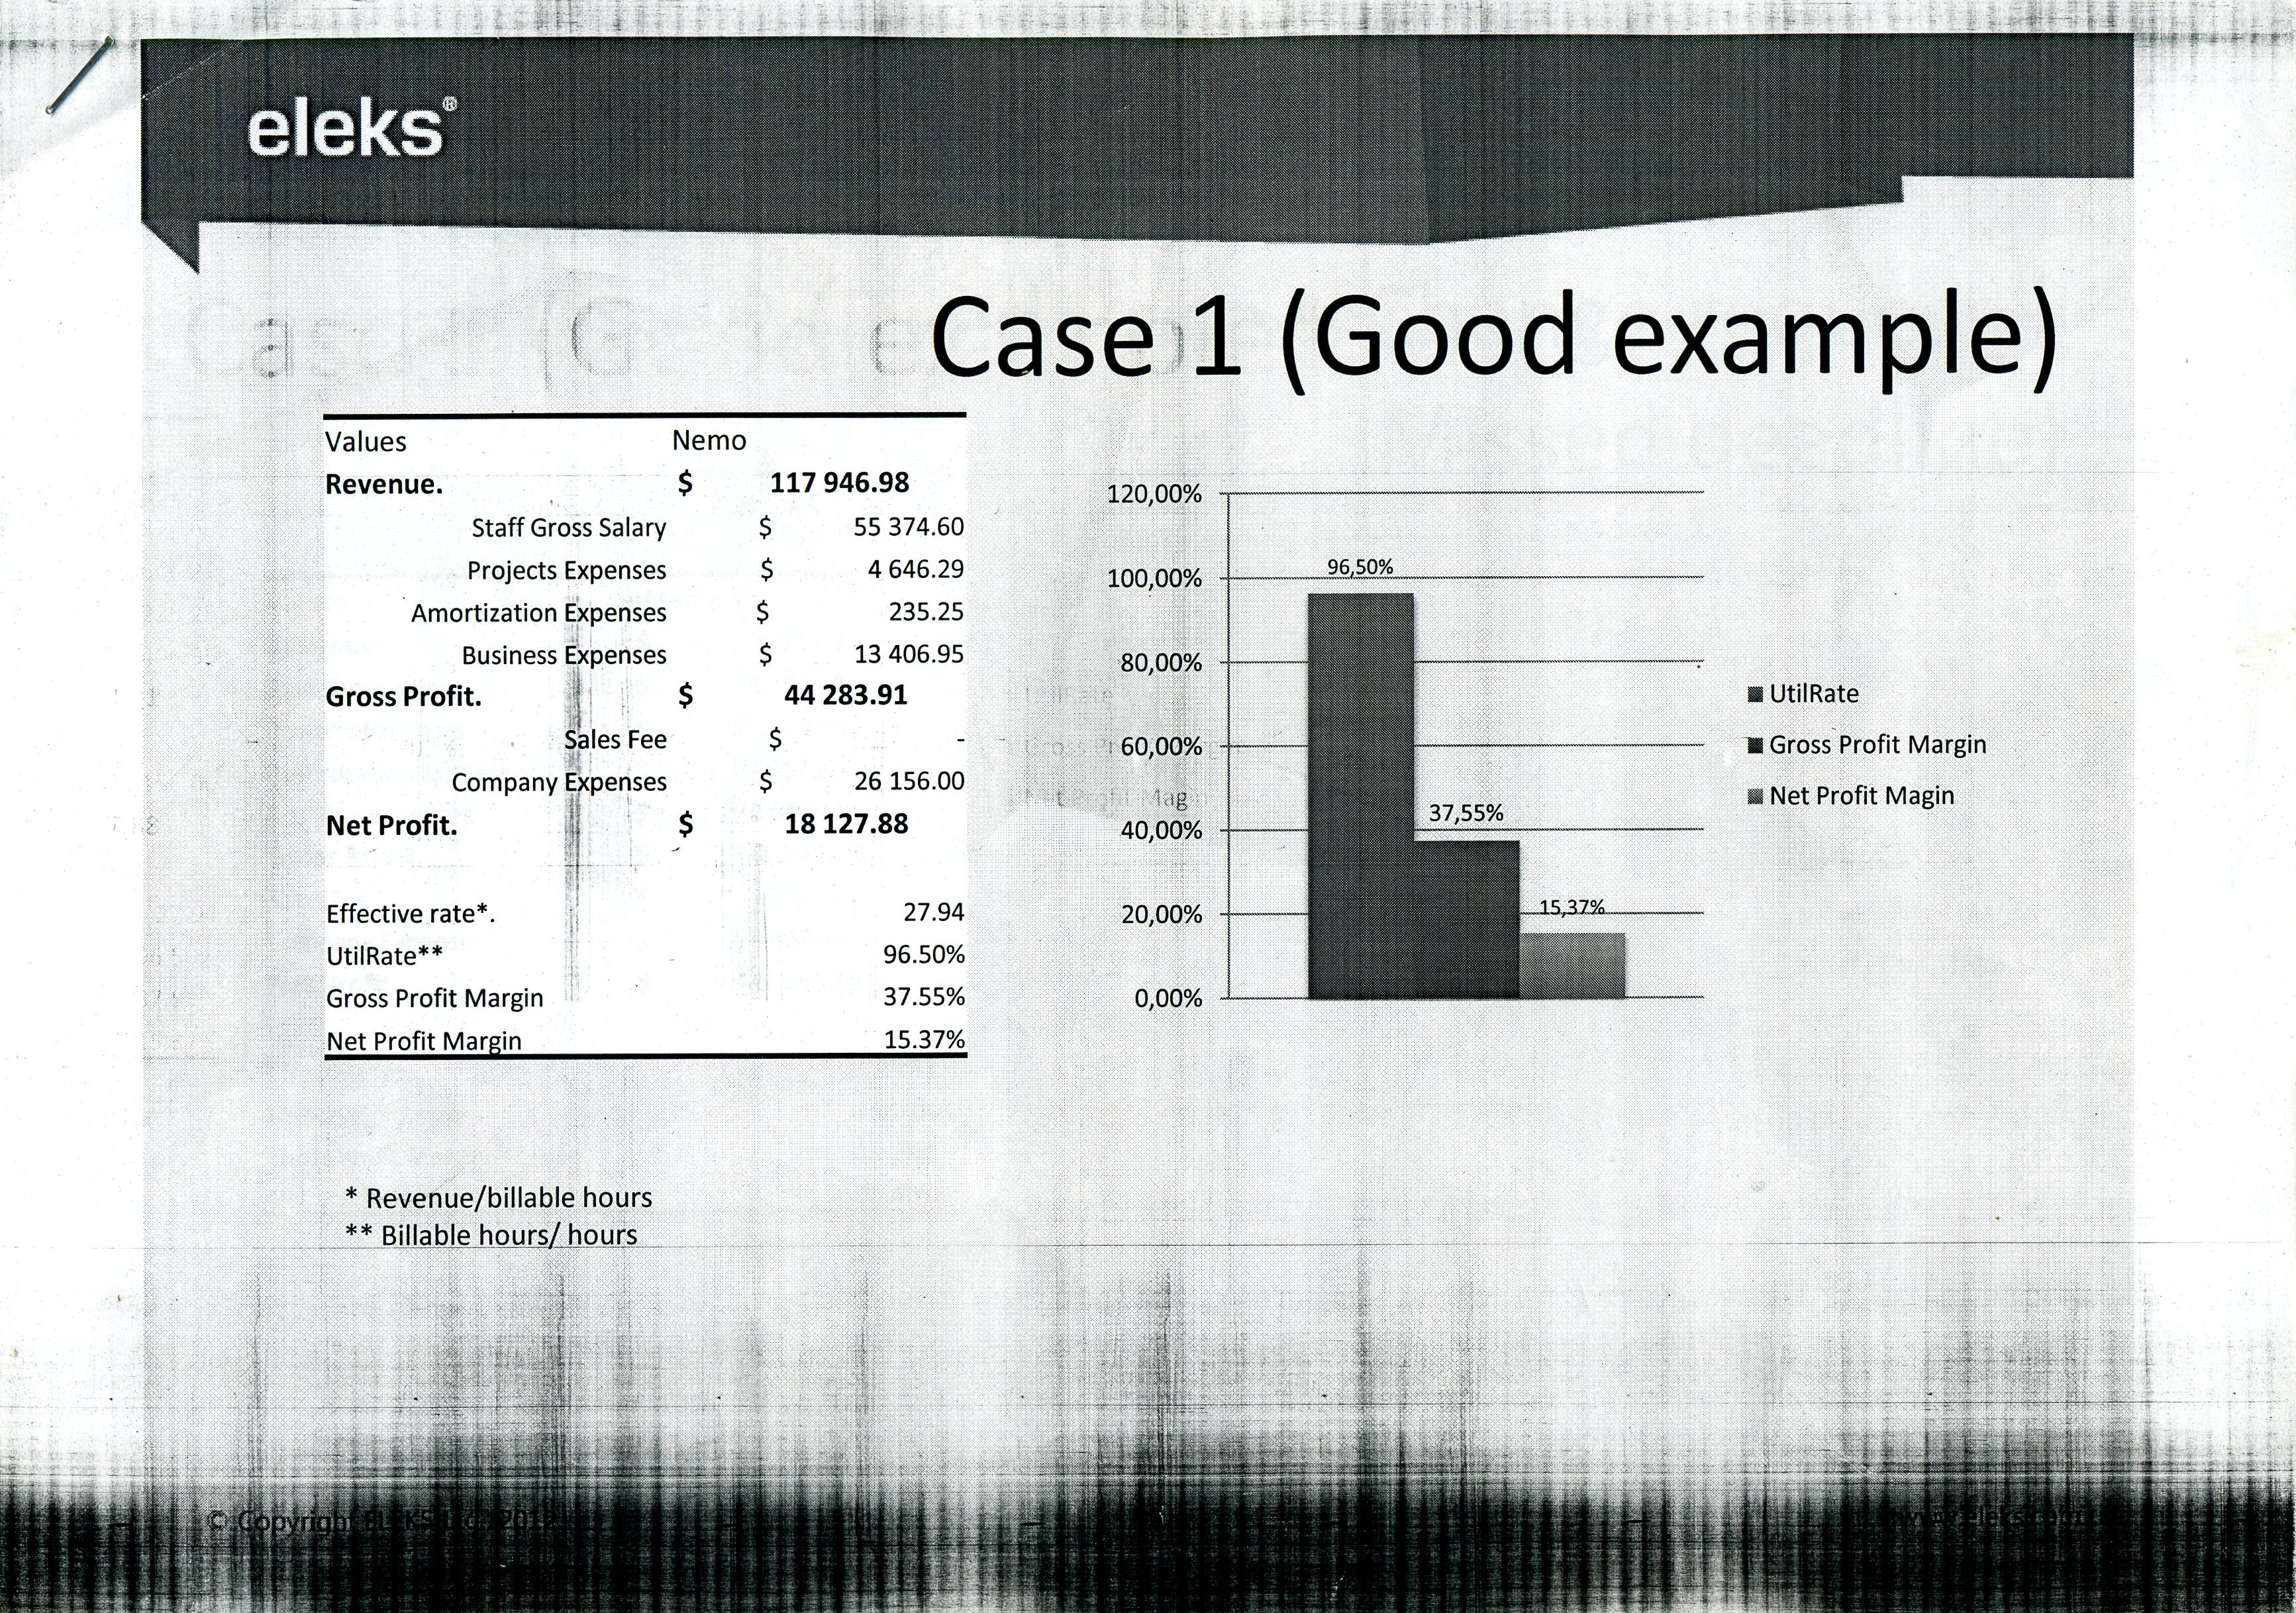 eleks®
Case 1 (Good example)
Values Nemo
Revenue. $ 117 946.98
Staff Gross Salary $ 55 374.60
Projects Expenses $ 4 646.29
Amortization Expenses $ 235.25
Business Expenses $ 13 406.95
Gross Profit. $ 44 283.91
Sales Fee $ -
Company Expenses $ 26 156.00
Net Profit. $ 18 127.88
Effective rate*. 27.94
UtilRate** 96.50%
Gross Profit Margin 37.55%
Net Profit Margin 15.37%
120,00%
100,00%
80,00%
60,00%
40,00%
20,00%
0,00%
96,50%
37,55%
15,37%
UtilRate
Gross Profit Margin
Net Profit Magin
* Revenue/billable hours
** Billable hours/ hours
© Copyright ELEKS Ltd. 2012
www.eleks.com